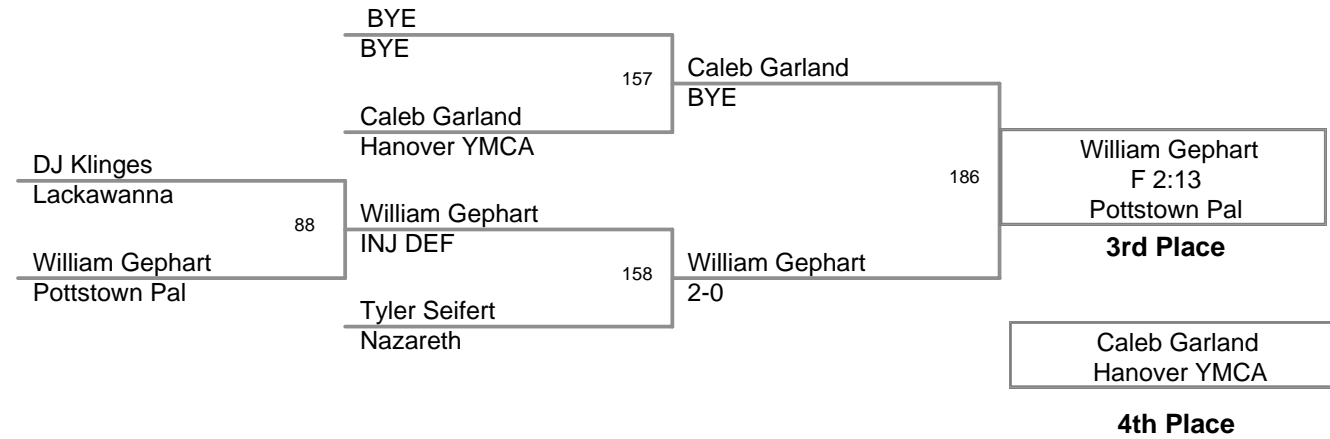 BYE
BYE
157
Caleb Garland
BYE
Caleb Garland
Hanover YMCA
DJ Klinges
Lackawanna
88
William Gephart
INJ DEF
William Gephart
Pottstown Pal
158
William Gephart
2-0
Tyler Seifert
Nazareth
186
William Gephart
F 2:13
Pottstown Pal
3rd Place
Caleb Garland
Hanover YMCA
4th Place